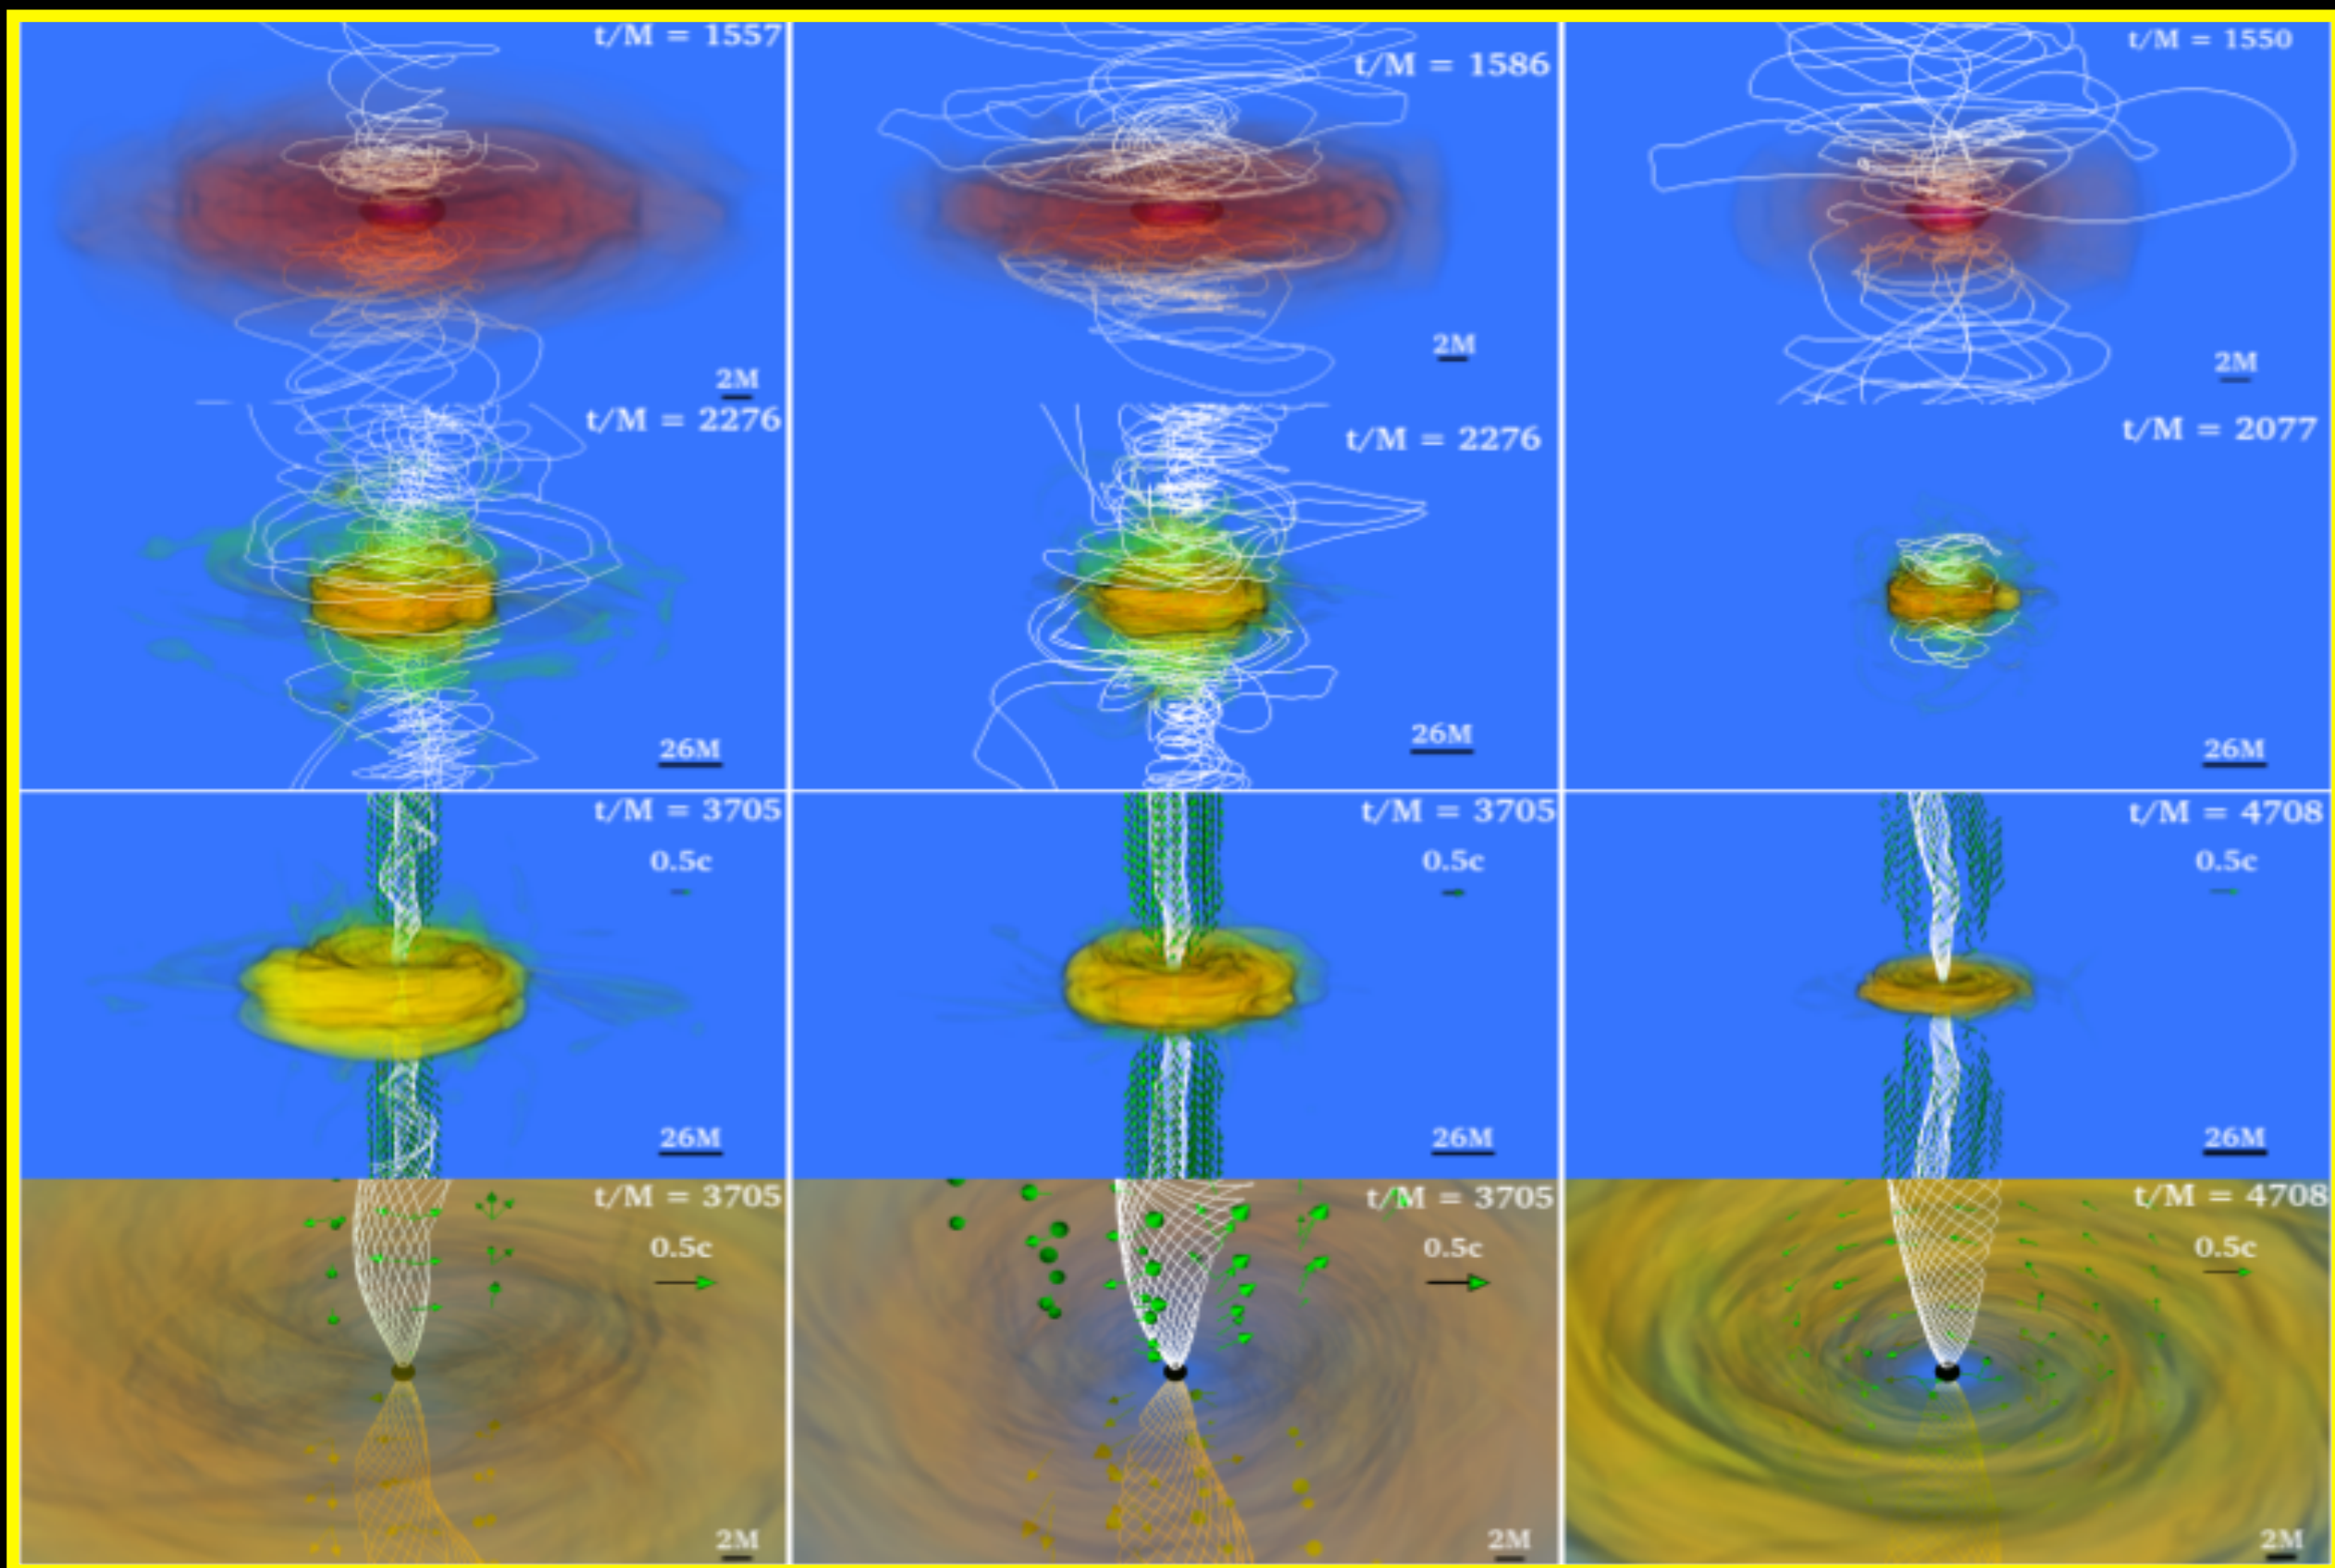 t/M = 1557
2M
t/M = 1586
2M
t/M = 1550
2M
t/M = 2276
26M
t/M = 2276
26M
t/M = 2077
26M
t/M = 3705
0.5c
26M
t/M = 3705
0.5c
26M
t/M = 4708
0.5c
26M
t/M = 3705
0.5c
2M
t/M = 3705
0.5c
2M
t/M = 4708
0.5c
2M